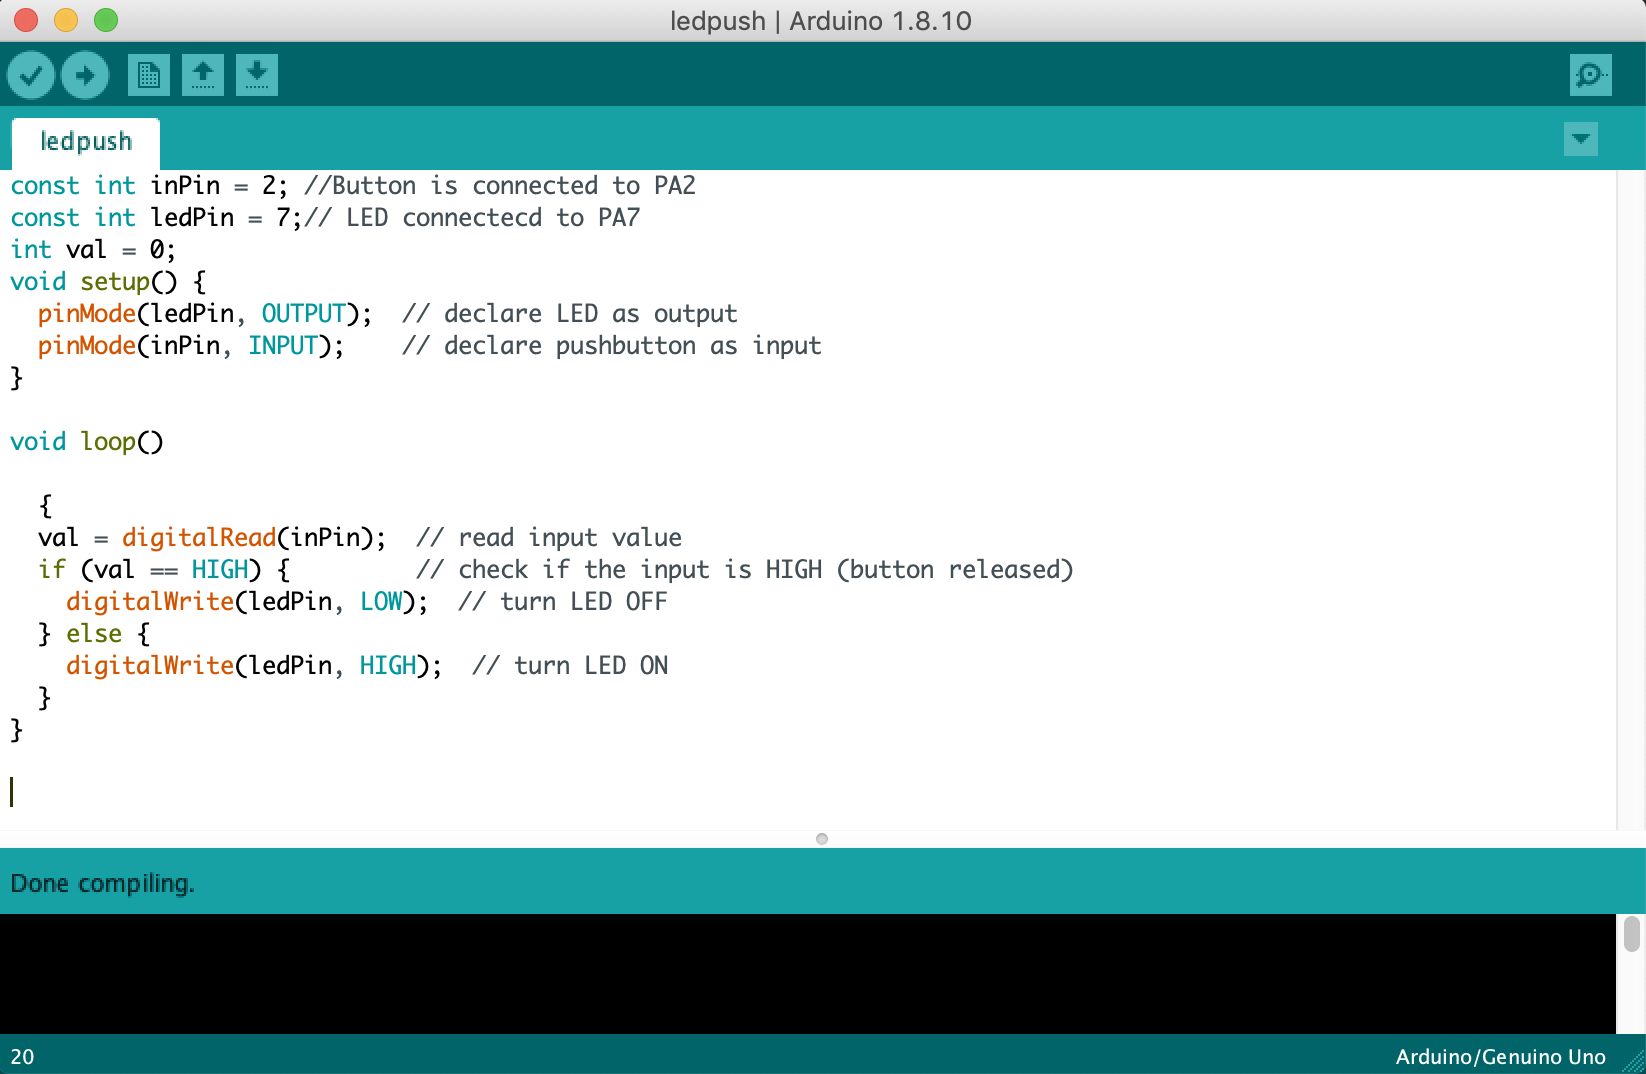 ledpush | Arduino 1.8.10
ledpush
const int inPin = 2; //Button is connected to PA2
const int ledPin = 7;// LED connectecd to PA7
int val = 0;
void setup() {
  pinMode(ledPin, OUTPUT);  // declare LED as output
  pinMode(inPin, INPUT);    // declare pushbutton as input
}
void loop()
  {
  val = digitalRead(inPin);  // read input value
  if (val == HIGH) {         // check if the input is HIGH (button released)
    digitalWrite(ledPin, LOW);  // turn LED OFF
  } else {
    digitalWrite(ledPin, HIGH);  // turn LED ON
  }
}
Done compiling.
20
Arduino/Genuino Uno